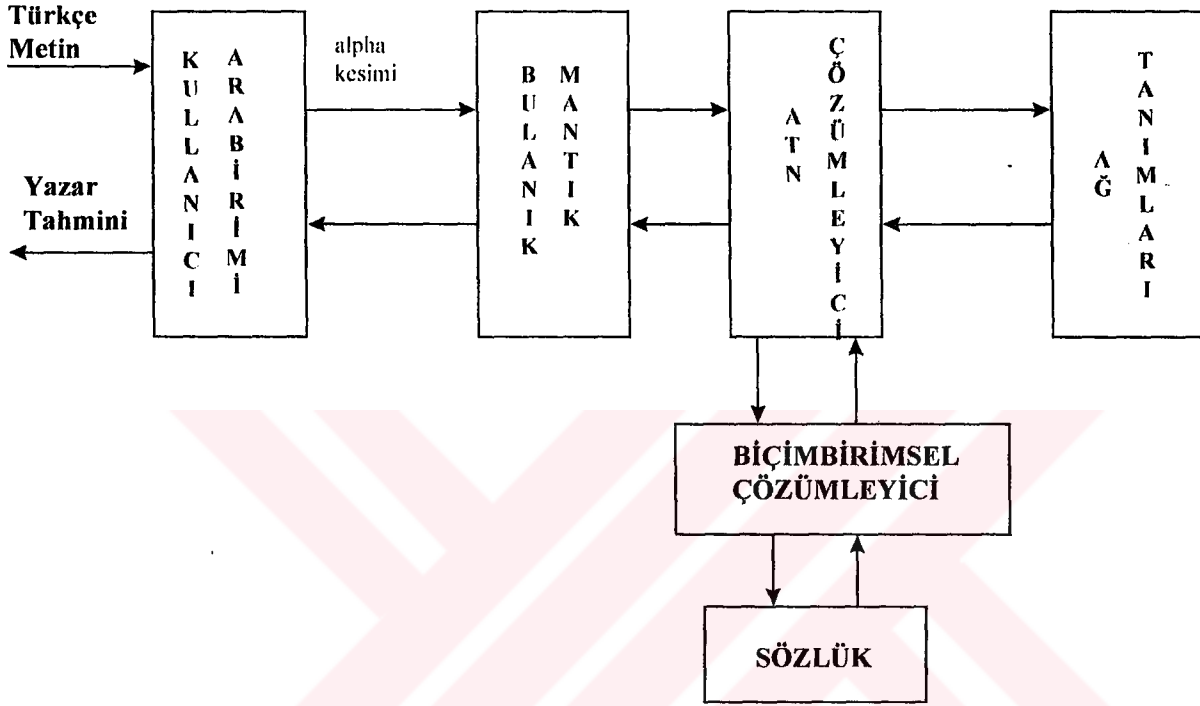 Türkçe
Metin
Yazar
Tahmini
KULLANICI
ARABİRİMİ
alpha
kesimi
BULANIK
MANTIK
ATN
ÇÖZÜMLEYİCİ
AĞ
TANIMLARI
BİÇİMBİRİMSEL
ÇÖZÜMLEYİCİ
SÖZLÜK